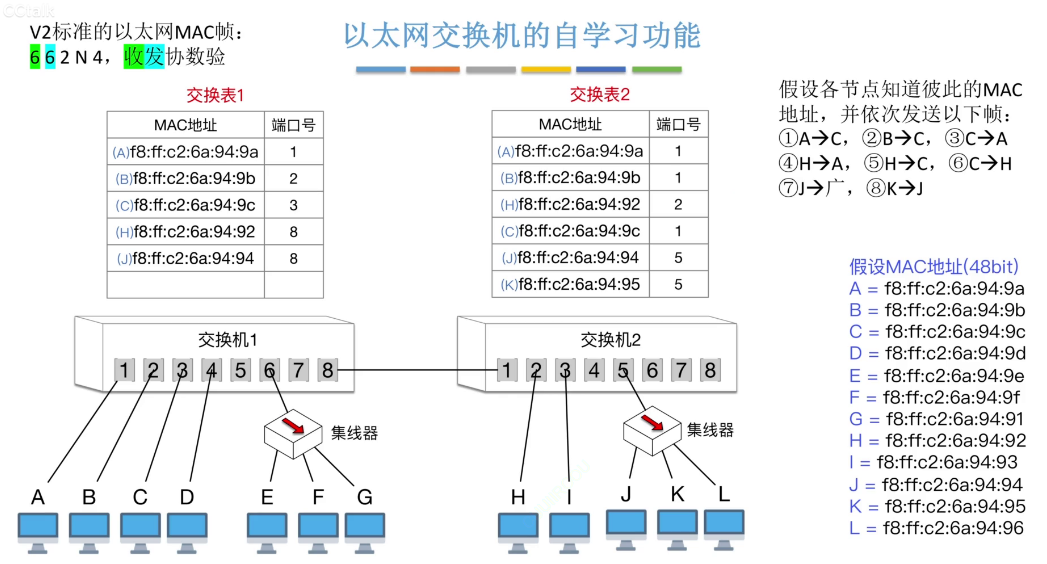 CCtalk
V2标准的以太网MAC帧：
6 6 2 N 4，收发协数验
以太网交换机的自学习功能
假设各节点知道彼此的MAC
地址，并依次发送以下帧：
①A→C，②B→C，③C→A
④H→A，⑤H→C，⑥C→H
⑦J→广，⑧K→J
交换表1
MAC地址 端口号
(A)f8:ff:c2:6a:94:9a 1
(B)f8:ff:c2:6a:94:9b 2
(C)f8:ff:c2:6a:94:9c 3
(H)f8:ff:c2:6a:94:92 8
(J)f8:ff:c2:6a:94:94 8
交换表2
MAC地址 端口号
(A)f8:ff:c2:6a:94:9a 1
(B)f8:ff:c2:6a:94:9b 1
(H)f8:ff:c2:6a:94:92 2
(C)f8:ff:c2:6a:94:9c 1
(J)f8:ff:c2:6a:94:94 5
(K)f8:ff:c2:6a:94:95 5
假设MAC地址(48bit)
A = f8:ff:c2:6a:94:9a
B = f8:ff:c2:6a:94:9b
C = f8:ff:c2:6a:94:9c
D = f8:ff:c2:6a:94:9d
E = f8:ff:c2:6a:94:9e
F = f8:ff:c2:6a:94:9f
G = f8:ff:c2:6a:94:91
H = f8:ff:c2:6a:94:92
I = f8:ff:c2:6a:94:93
J = f8:ff:c2:6a:94:94
K = f8:ff:c2:6a:94:95
L = f8:ff:c2:6a:94:96
交换机1
1 2 3 4 5 6 7 8
交换机2
1 2 3 4 5 6 7 8
集线器
集线器
A B C D E F G
H I J K L